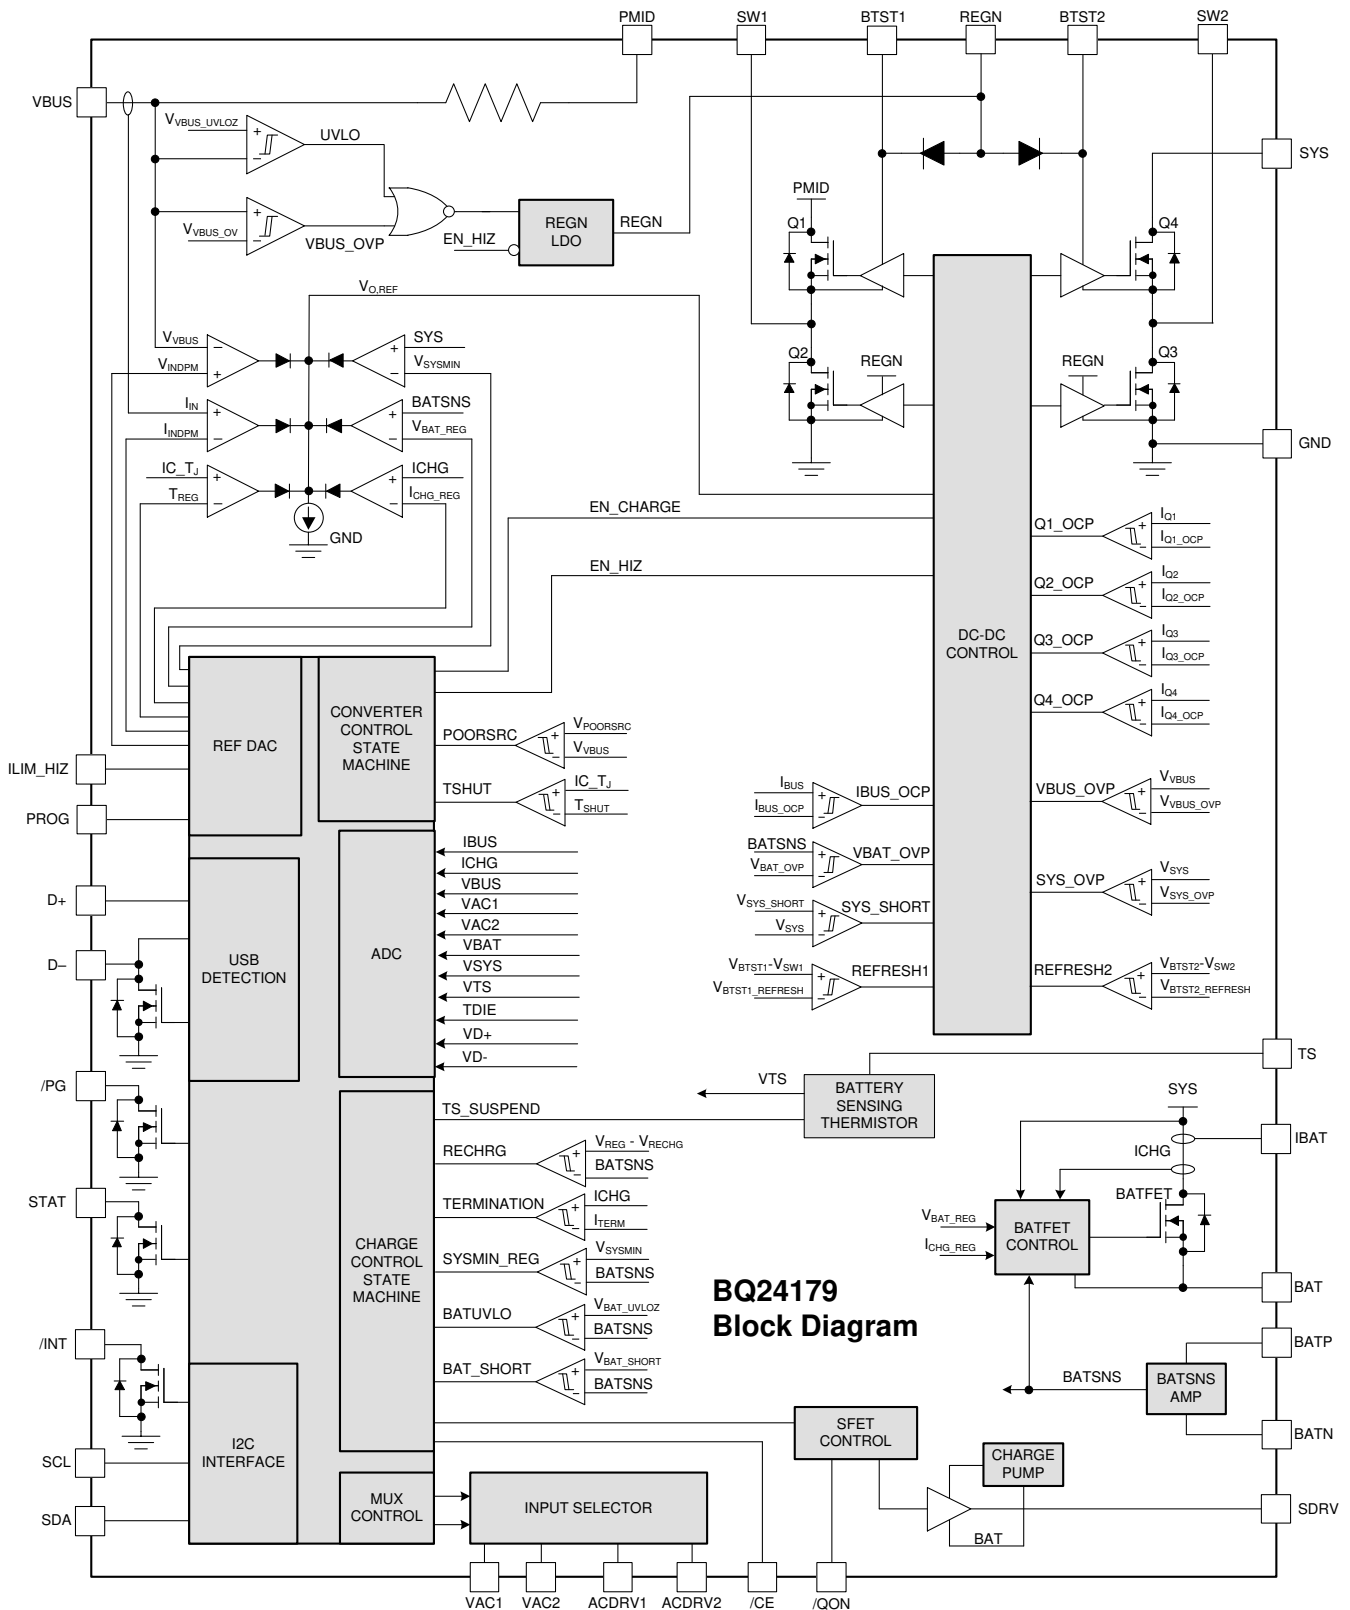 PMID SW1 BTST1 REGN BTST2 SW2
VBUS
V_VBUS_UVLOZ
+
–
UVLO
SYS
+
–
V_VBUS_OV
VBUS_OVP
EN_HIZ
REGN
LDO
REGN
PMID
Q1
Q4
V_O,REF
V_VBUS
V_INDPM
–
+
+
–
SYS
V_SYSMIN
Q2
REGN
REGN
Q3
I_IN
I_INDPM
+
–
+
–
BATSNS
V_BAT_REG
GND
IC_T_J
T_REG
+
–
+
–
ICHG
I_CHG_REG
GND
EN_CHARGE
EN_HIZ
DC-DC
CONTROL
Q1_OCP
+
–
I_Q1
I_Q1_OCP
Q2_OCP
+
–
I_Q2
I_Q2_OCP
Q3_OCP
+
–
I_Q3
I_Q3_OCP
Q4_OCP
+
–
I_Q4
I_Q4_OCP
REF DAC
CONVERTER
CONTROL
STATE
MACHINE
POORSRC
+
–
V_POORSRC
V_VBUS
TSHUT
+
–
IC_T_J
T_SHUT
ILIM_HIZ
PROG
I_BUS
I_BUS_OCP
+
–
IBUS_OCP
VBUS_OVP
+
–
V_VBUS
V_VBUS_OVP
BATSNS
V_BAT_OVP
+
–
VBAT_OVP
SYS_OVP
+
–
V_SYS
V_SYS_OVP
V_SYS_SHORT
V_SYS
+
–
SYS_SHORT
V_BTST1-V_SW1
V_BTST1_REFRESH
+
–
REFRESH1
REFRESH2
+
–
V_BTST2-V_SW2
V_BTST2_REFRESH
D+
D–
USB
DETECTION
ADC
IBUS
ICHG
VBUS
VAC1
VAC2
VBAT
VSYS
VTS
TDIE
VD+
VD-
TS
VTS
BATTERY
SENSING
THERMISTOR
/PG
STAT
/INT
SCL
SDA
CHARGE
CONTROL
STATE
MACHINE
TS_SUSPEND
RECHRG
+
–
V_REG - V_RECHG
BATSNS
TERMINATION
+
–
ICHG
I_TERM
SYSMIN_REG
+
–
V_SYSMIN
BATSNS
BATUVLO
+
–
V_BAT_UVLOZ
BATSNS
BAT_SHORT
+
–
V_BAT_SHORT
BATSNS
SYS
IBAT
ICHG
BATFET
V_BAT_REG
I_CHG_REG
BATFET
CONTROL
BAT
BQ24179
Block Diagram
BATP
BATSNS
BATSNS
AMP
BATN
I2C
INTERFACE
SFET
CONTROL
CHARGE
PUMP
MUX
CONTROL
INPUT SELECTOR
SDRV
BAT
VAC1 VAC2 ACDRV1 ACDRV2 /CE /QON